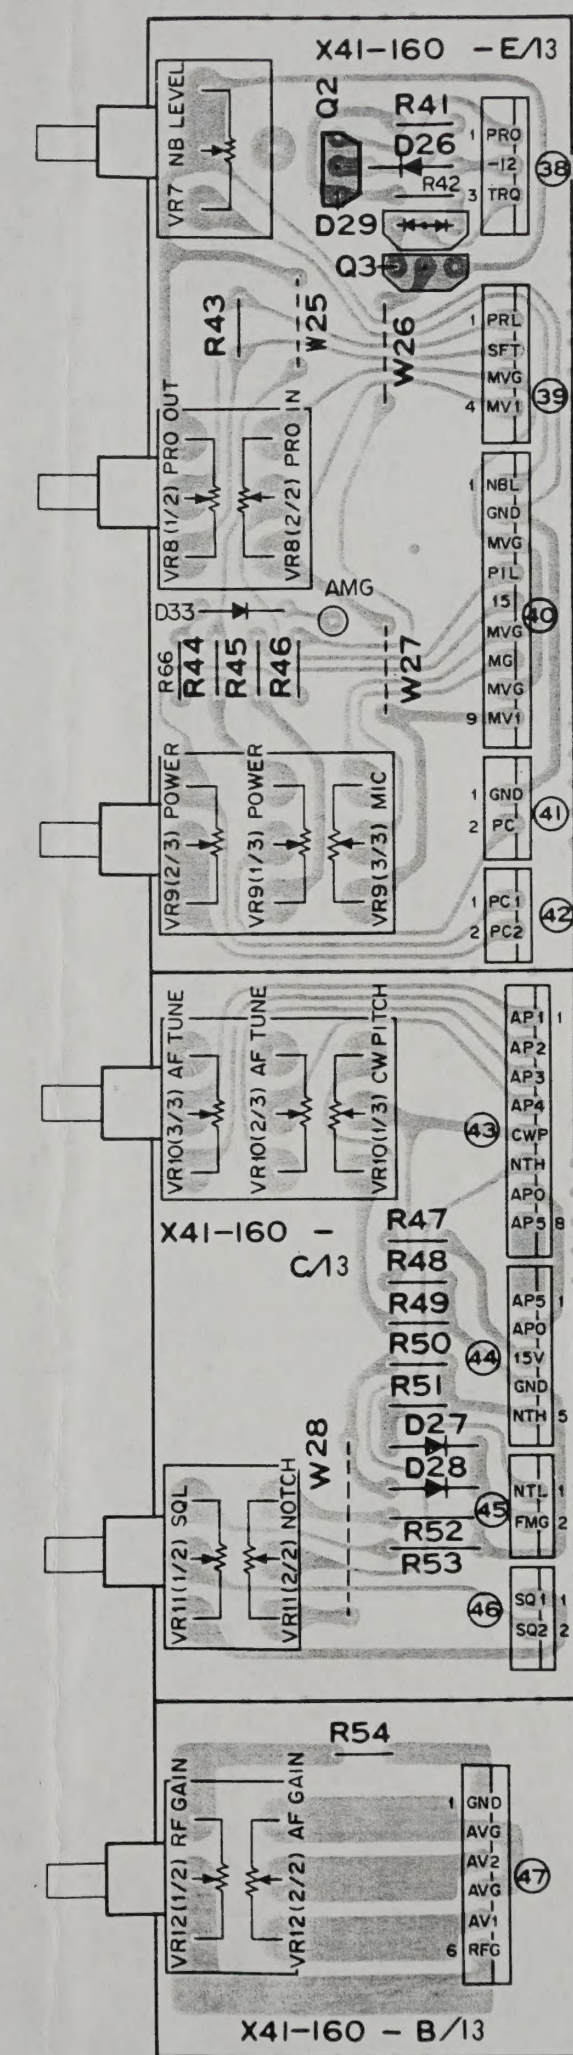 X41-160 - E/13
NB LEVEL
VR7
Q2
R41
D26
R42
D29
Q3
1 PRO
-12
3 TRQ
38
R43
W25
W26
1 PRL
SFT
MVG
4 MV1
39
VR8(1/2) PRO OUT
VR8(2/2) PRO IN
D33
AMG
R66
R44
R45
R46
W27
1 NBL
GND
MVG
PIL
15
MVG
MG
MVG
9 MV1
40
VR9(2/3) POWER
VR9(1/3) POWER
VR9(3/3) MIC
1 GND
2 PC
41
1 PC1
2 PC2
42
VR10(3/3) AF TUNE
VR10(2/3) AF TUNE
VR10(1/3) CW PITCH
AP1 1
AP2
AP3
AP4
CWP
NTH
APO
AP5 8
43
X41-160 -
C/13
R47
R48
R49
R50
R51
D27
D28
R52
R53
W28
AP5 1
APO
15V
GND
NTH 5
44
NTL 1
FMG 2
45
VR11(1/2) SQL
VR11(2/2) NOTCH
SQ1 1
SQ2 2
46
R54
VR12(1/2) RF GAIN
VR12(2/2) AF GAIN
1 GND
AVG
AV2
AVG
AV1
6 RFG
47
X41-160 - B/13